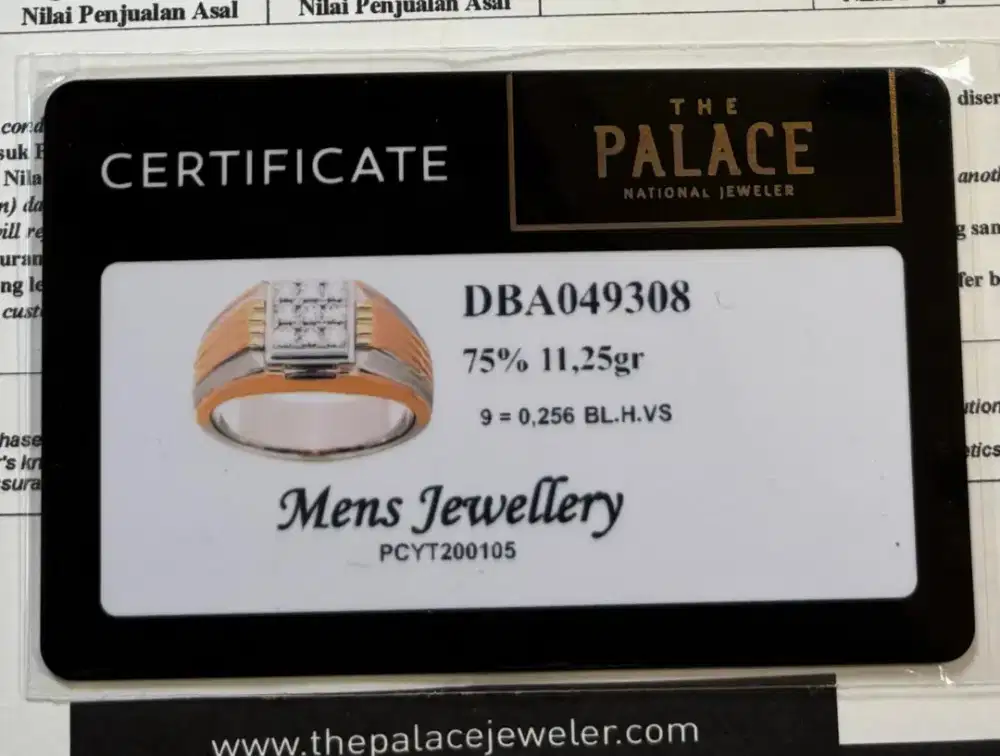 Nilai Penjualan Asal
Nilai Penjualan Asal
CERTIFICATE
THE
PALACE
NATIONAL JEWELER
DBA049308
75% 11,25gr
9 = 0,256 BL.H.VS
Mens Jewellery
PCYT200105
www.thepalacejeweler.com